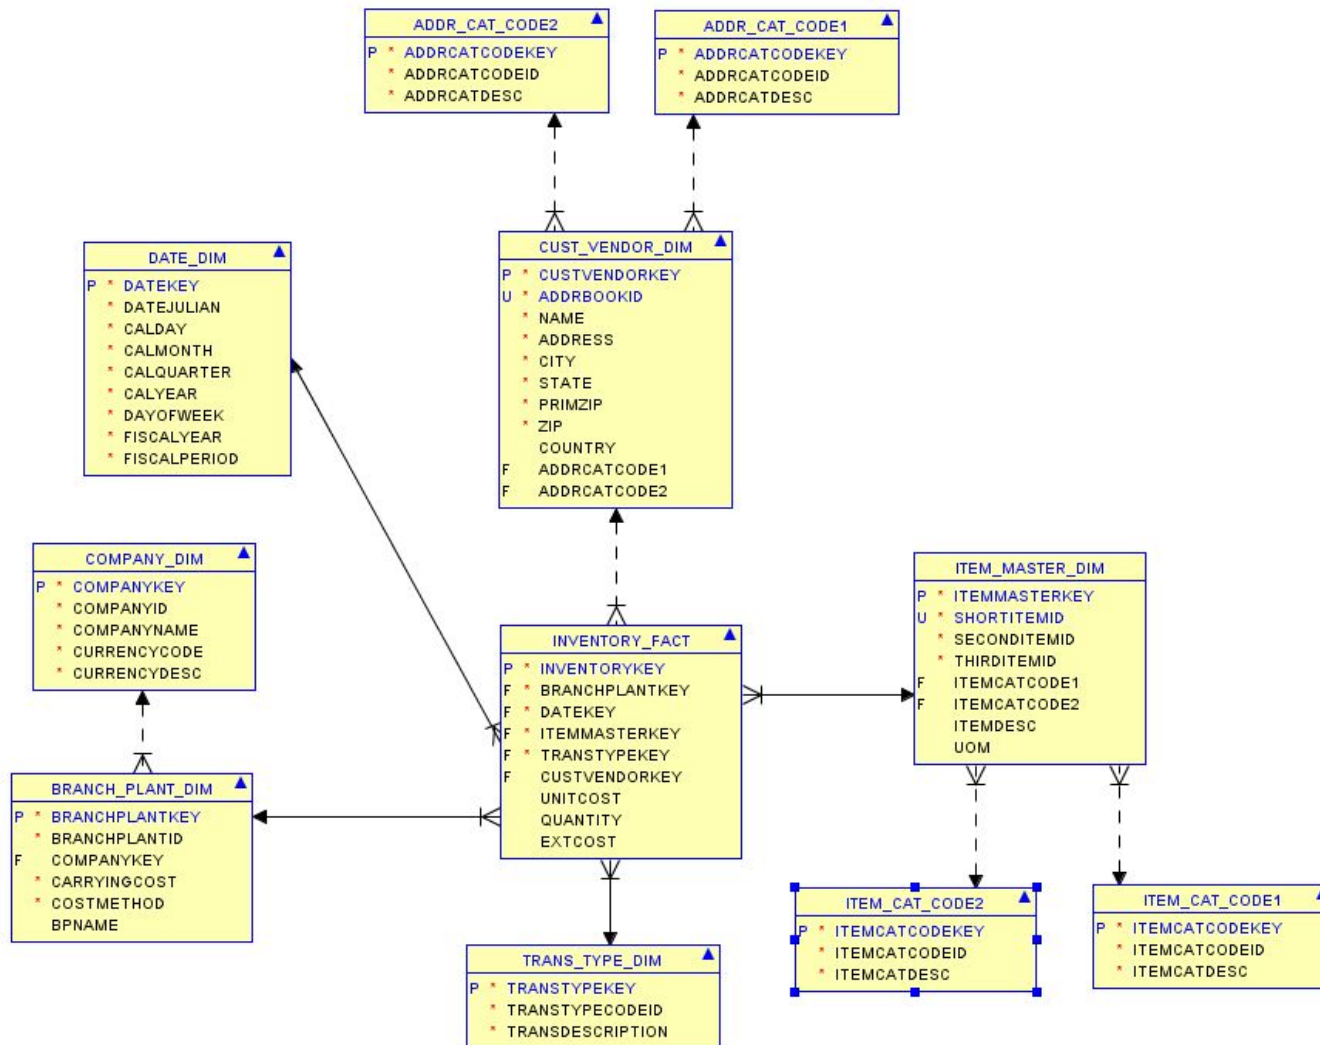 ADDR_CAT_CODE2
P * ADDRCATCODEKEY
* ADDRCATCODEID
* ADDRCATDESC
ADDR_CAT_CODE1
P * ADDRCATCODEKEY
* ADDRCATCODEID
* ADDRCATDESC
DATE_DIM
P * DATEKEY
* DATEJULIAN
* CALDAY
* CALMONTH
* CALQUARTER
* CALYEAR
* DAYOFWEEK
* FISCALYEAR
* FISCALPERIOD
CUST_VENDOR_DIM
P * CUSTVENDORKEY
U * ADDRBOOKID
* NAME
* ADDRESS
* CITY
* STATE
* PRIMZIP
* ZIP
COUNTRY
F ADDRCATCODE1
F ADDRCATCODE2
COMPANY_DIM
P * COMPANYKEY
* COMPANYID
* COMPANYNAME
* CURRENCYCODE
* CURRENCYDESC
INVENTORY_FACT
P * INVENTORYKEY
F * BRANCHPLANTKEY
F * DATEKEY
F * ITEMMASTERKEY
F * TRANSTYPEKEY
F CUSTVENDORKEY
UNITCOST
QUANTITY
EXTCOST
ITEM_MASTER_DIM
P * ITEMMASTERKEY
U * SHORTITEMID
* SECONDITEMID
* THIRDITEMID
F ITEMCATCODE1
F ITEMCATCODE2
ITEMDESC
UOM
BRANCH_PLANT_DIM
P * BRANCHPLANTKEY
* BRANCHPLANTID
F COMPANYKEY
* CARRYINGCOST
* COSTMETHOD
BPNAME
TRANS_TYPE_DIM
P * TRANSTYPEKEY
* TRANSTYPECODEID
* TRANSDESCRIPTION
ITEM_CAT_CODE2
P * ITEMCATCODEKEY
* ITEMCATCODEID
* ITEMCATDESC
ITEM_CAT_CODE1
P * ITEMCATCODEKEY
* ITEMCATCODEID
* ITEMCATDESC